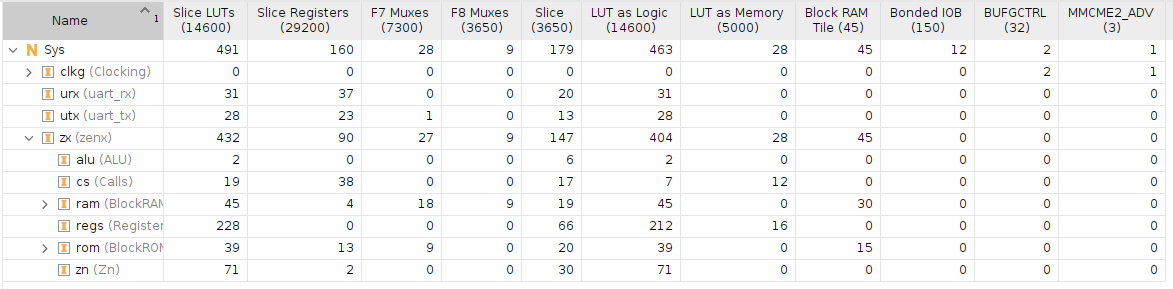 Name 1 Slice LUTs (14600) Slice Registers (29200) F7 Muxes (7300) F8 Muxes (3650) Slice (3650) LUT as Logic (14600) LUT as Memory (5000) Block RAM Tile (45) Bonded IOB (150) BUFGCTRL (32) MMCME2_ADV (3)
N Sys 491 160 28 9 179 463 28 45 12 2 1
clkg (Clocking) 0 0 0 0 0 0 0 0 0 2 1
urx (uart_rx) 31 37 0 0 20 31 0 0 0 0 0
utx (uart_tx) 28 23 1 0 13 28 0 0 0 0 0
zx (zenx) 432 90 27 9 147 404 28 45 0 0 0
alu (ALU) 2 0 0 0 6 2 0 0 0 0 0
cs (Calls) 19 38 0 0 17 7 12 0 0 0 0
ram (BlockRAM 45 4 18 9 19 45 0 30 0 0 0
regs (Register 228 0 0 0 66 212 16 0 0 0 0
rom (BlockROM 39 13 9 0 20 39 0 15 0 0 0
zn (Zn) 71 2 0 0 30 71 0 0 0 0 0